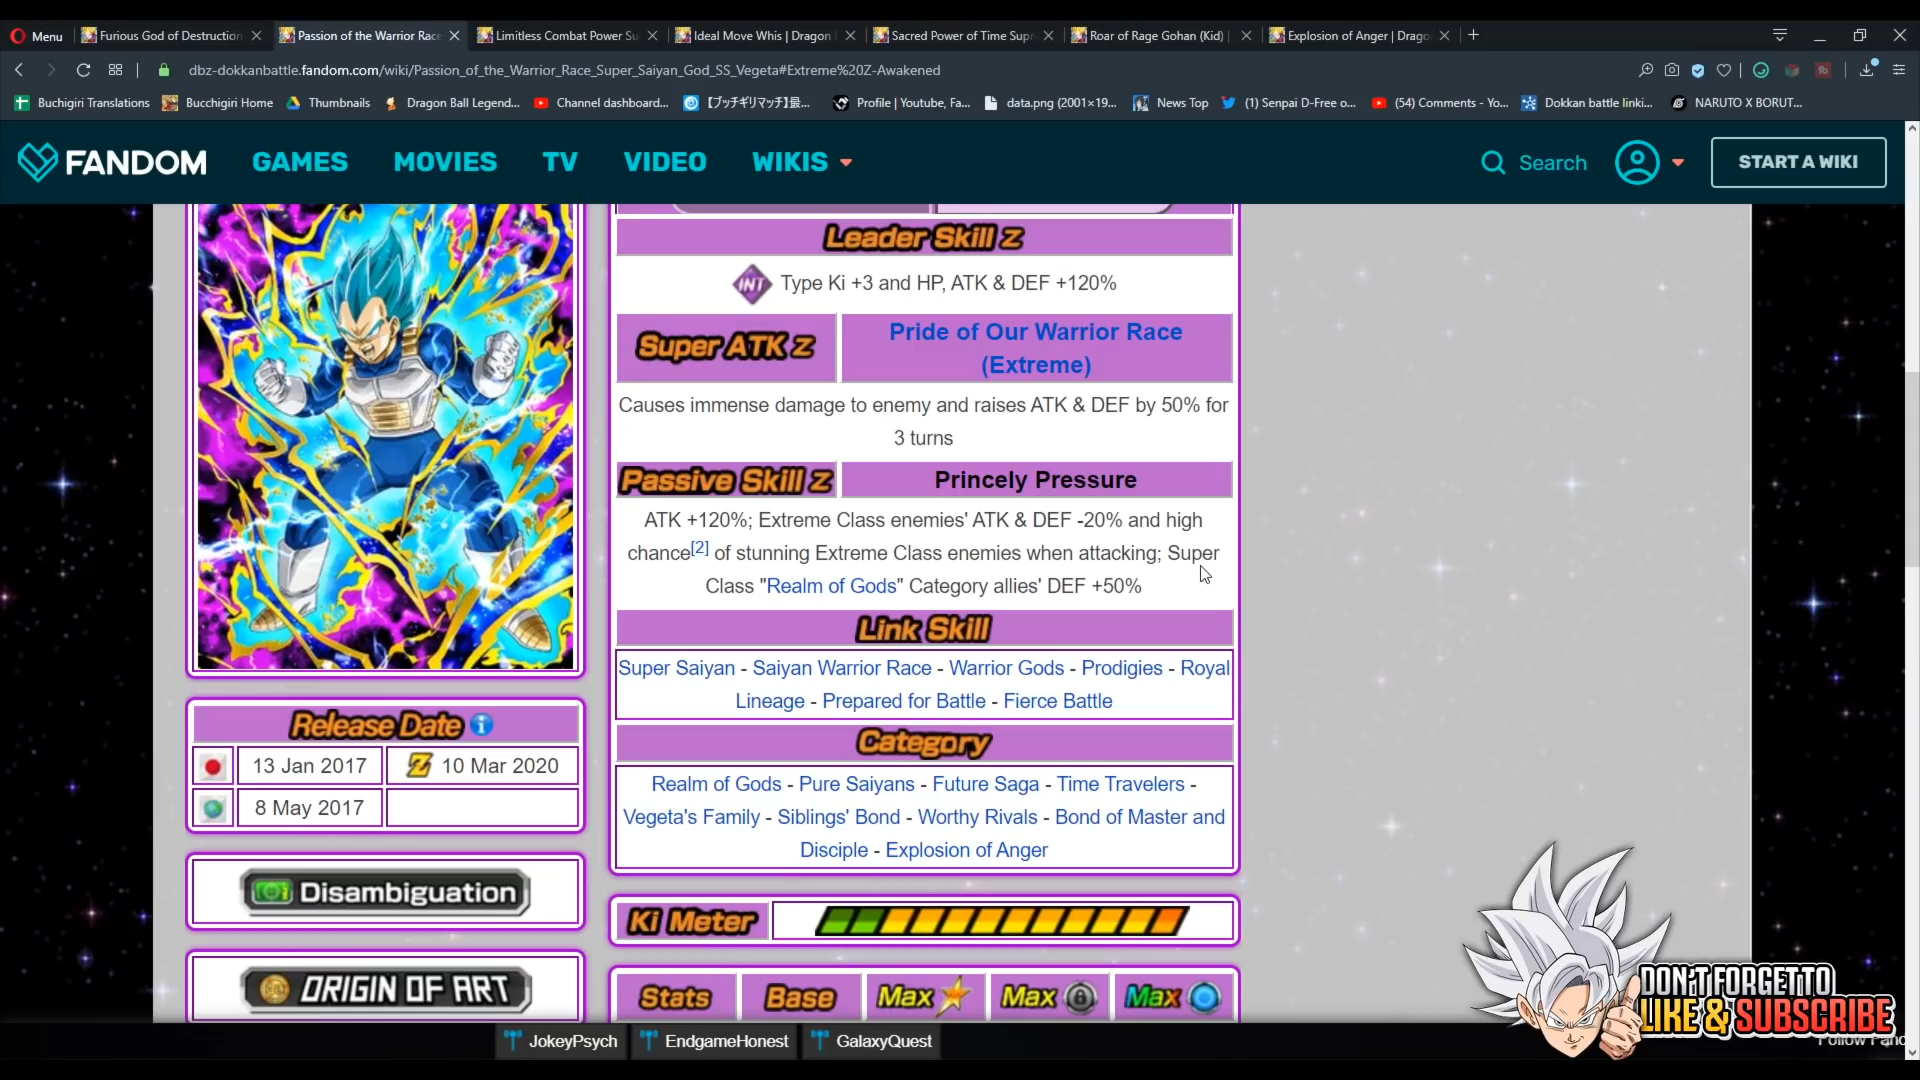 Menu
Furious God of Destruction
Passion of the Warrior Race
Limitless Combat Power Su
Ideal Move Whis | Dragon
Sacred Power of Time Supr
Roar of Rage Gohan (Kid) |
Explosion of Anger | Drago
dbz-dokkanbattle.fandom.com/wiki/Passion_of_the_Warrior_Race_Super_Saiyan_God_SS_Vegeta#Extreme%20Z-Awakened
Buchigiri Translations
Bucchigiri Home
Thumbnails
Dragon Ball Legend...
Channel dashboard...
【ブッチギリマッチ】最...
Profile | Youtube, Fa...
data.png (2001×19...
News Top
(1) Senpai D-Free o...
(54) Comments - Yo...
Dokkan battle linki...
NARUTO X BORUT...
FANDOM
GAMES
MOVIES
TV
VIDEO
WIKIS
Search
START A WIKI
Leader Skill Z
INT Type Ki +3 and HP, ATK & DEF +120%
Super ATK Z
Pride of Our Warrior Race
(Extreme)
Causes immense damage to enemy and raises ATK & DEF by 50% for
3 turns
Passive Skill Z
Princely Pressure
ATK +120%; Extreme Class enemies' ATK & DEF -20% and high
chance[2] of stunning Extreme Class enemies when attacking; Super
Class "Realm of Gods" Category allies' DEF +50%
Link Skill
Super Saiyan - Saiyan Warrior Race - Warrior Gods - Prodigies - Royal
Lineage - Prepared for Battle - Fierce Battle
Category
Realm of Gods - Pure Saiyans - Future Saga - Time Travelers -
Vegeta's Family - Siblings' Bond - Worthy Rivals - Bond of Master and
Disciple - Explosion of Anger
Ki Meter
Stats
Base
Max
Max
Max
Release Date
13 Jan 2017
Z 10 Mar 2020
8 May 2017
Disambiguation
ORIGIN OF ART
JokeyPsych
EndgameHonest
GalaxyQuest
DON'T FORGET TO
LIKE & SUBSCRIBE